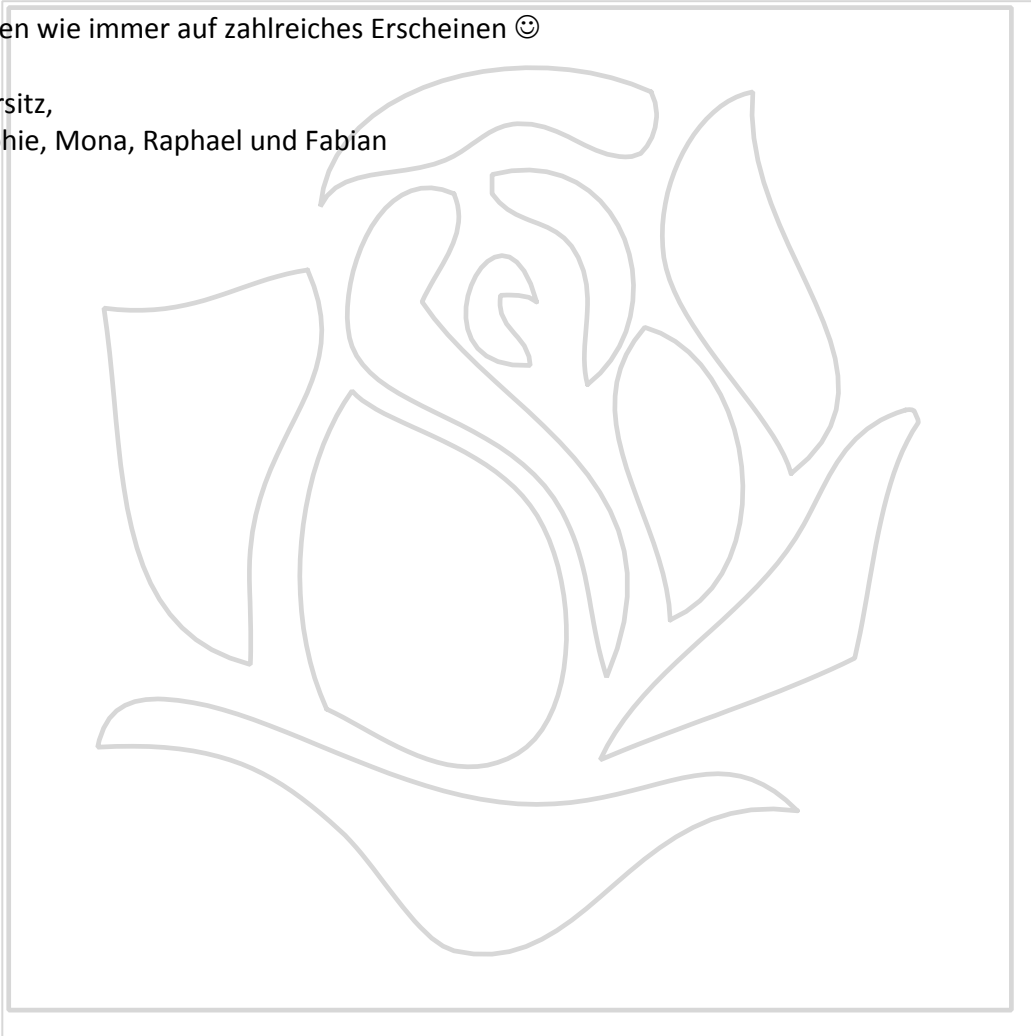 en wie immer auf zahlreiches Erscheinen ☺
rsitz,
hie, Mona, Raphael und Fabian